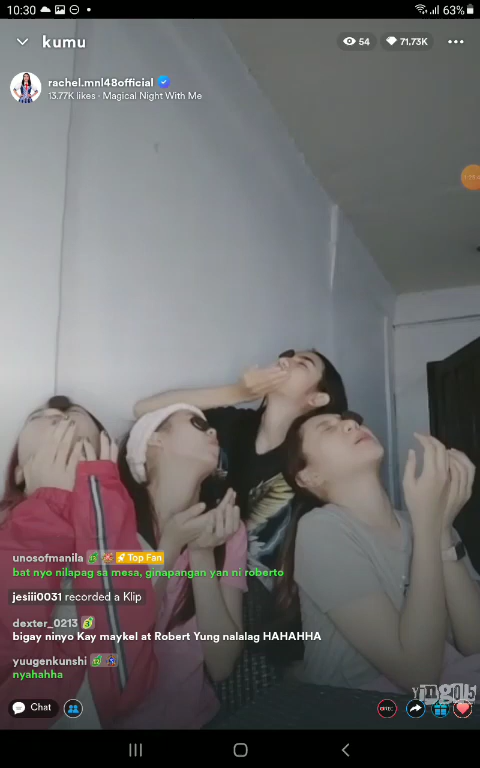 10:30
63%
kumu
54
71.73K
rachel.mnl48official
13.77K likes · Magical Night With Me
unosofmanila Top Fan
bat nyo nilapag sa mesa, ginapangan yan ni roberto
jesiii0031 recorded a Klip
dexter_0213 3
bigay ninyo Kay maykel at Robert Yung nalalag HAHAHHA
yuugenkunshi
nyahahha
Chat